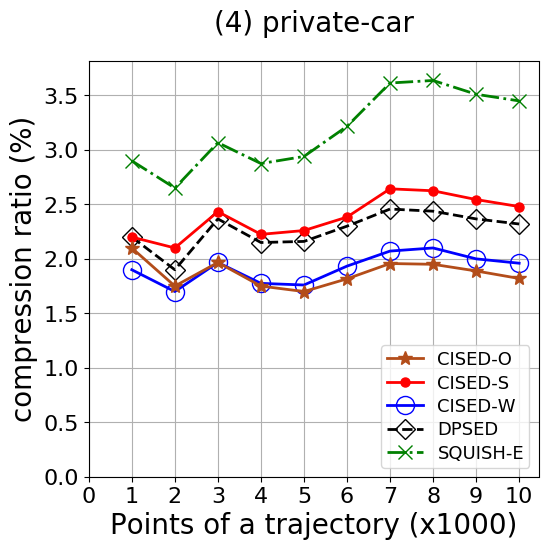 (4) private-car
compression ratio (%)
3.5
3.0
2.5
2.0
1.5
1.0
0.5
0.0
CISED-O
CISED-S
CISED-W
DPSED
SQUISH-E
0 1 2 3 4 5 6 7 8 9 10
Points of a trajectory (x1000)